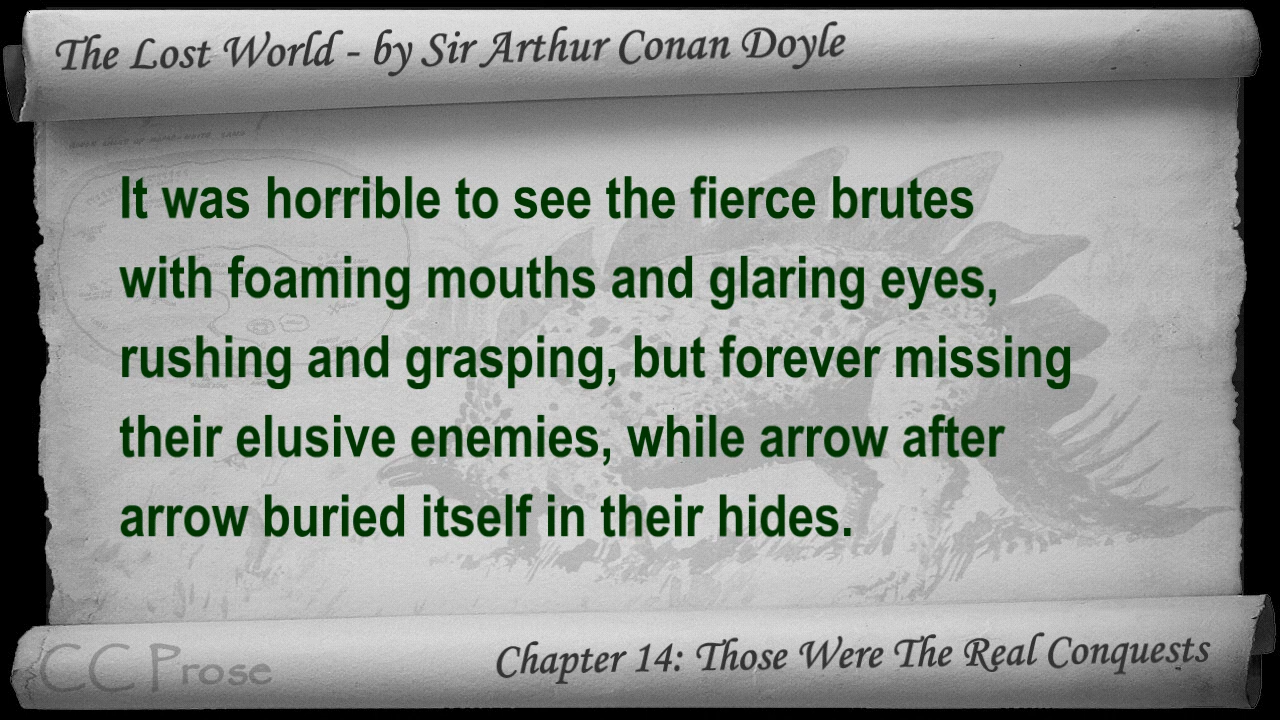 The Lost World - by Sir Arthur Conan Doyle
It was horrible to see the fierce brutes
with foaming mouths and glaring eyes,
rushing and grasping, but forever missing
their elusive enemies, while arrow after
arrow buried itself in their hides.
CC Prose
Chapter 14: Those Were The Real Conquests